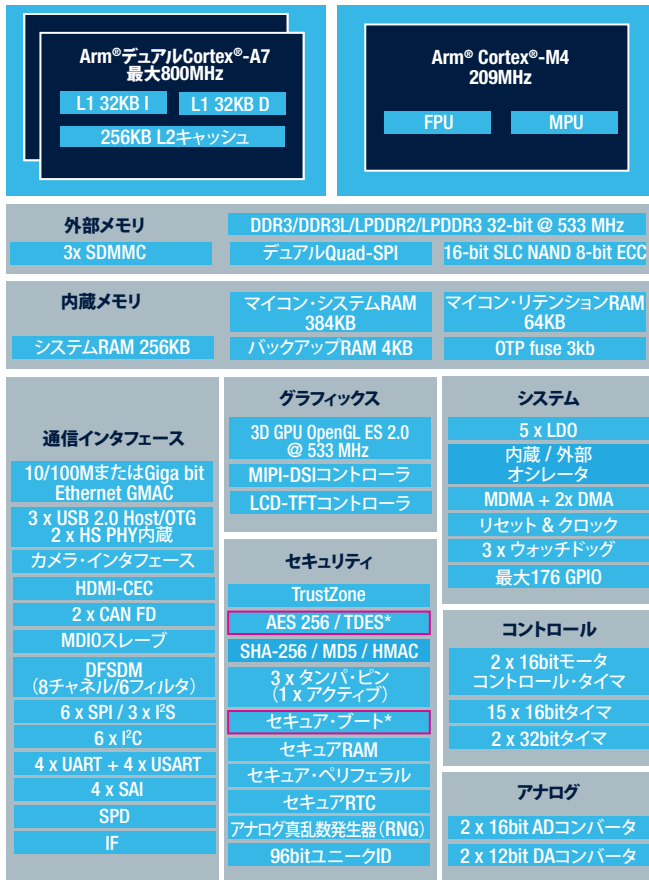 Arm®デュアルCortex®-A7
最大800MHz
L1 32KB I
L1 32KB D
256KB L2キャッシュ
Arm® Cortex®-M4
209MHz
FPU
MPU
外部メモリ
DDR3/DDR3L/LPDDR2/LPDDR3 32-bit @ 533 MHz
3x SDMMC
デュアルQuad-SPI
16-bit SLC NAND 8-bit ECC
内蔵メモリ
マイコン・システムRAM
384KB
マイコン・リテンションRAM
64KB
システムRAM 256KB
バックアップRAM 4KB
OTP fuse 3kb
通信インタフェース
10/100MまたはGiga bit
Ethernet GMAC
3 x USB 2.0 Host/OTG
2 x HS PHY内蔵
カメラ・インタフェース
HDMI-CEC
2 x CAN FD
MDIOスレーブ
DFSDM
(8チャネル/6フィルタ)
6 x SPI / 3 x I²S
6 x I²C
4 x UART + 4 x USART
4 x SAI
SPD
IF
グラフィックス
3D GPU OpenGL ES 2.0
@ 533 MHz
MIPI-DSIコントローラ
LCD-TFTコントローラ
セキュリティ
TrustZone
AES 256 / TDES*
SHA-256 / MD5 / HMAC
3 x タンパ・ピン
(1 x アクティブ)
セキュア・ブート*
セキュアRAM
セキュア・ペリフェラル
セキュアRTC
アナログ真乱数発生器(RNG)
96bitユニークID
システム
5 x LDO
内蔵 / 外部
オシレータ
MDMA + 2x DMA
リセット & クロック
3 x ウォッチドッグ
最大176 GPIO
コントロール
2 x 16bitモータ
コントロール・タイマ
15 x 16bitタイマ
2 x 32bitタイマ
アナログ
2 x 16bit ADコンバータ
2 x 12bit DAコンバータ